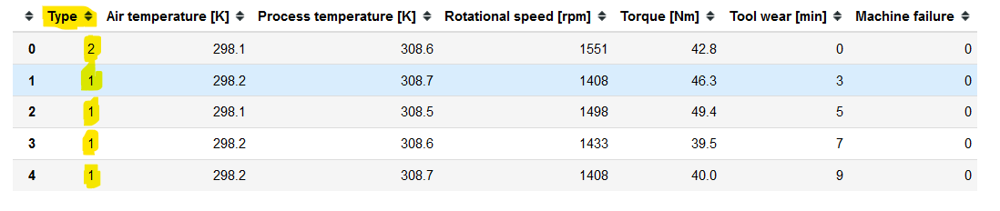 Type Air temperature [K] Process temperature [K] Rotational speed [rpm] Torque [Nm] Tool wear [min] Machine failure
0 2 298.1 308.6 1551 42.8 0 0
1 1 298.2 308.7 1408 46.3 3 0
2 1 298.1 308.5 1498 49.4 5 0
3 1 298.2 308.6 1433 39.5 7 0
4 1 298.2 308.7 1408 40.0 9 0